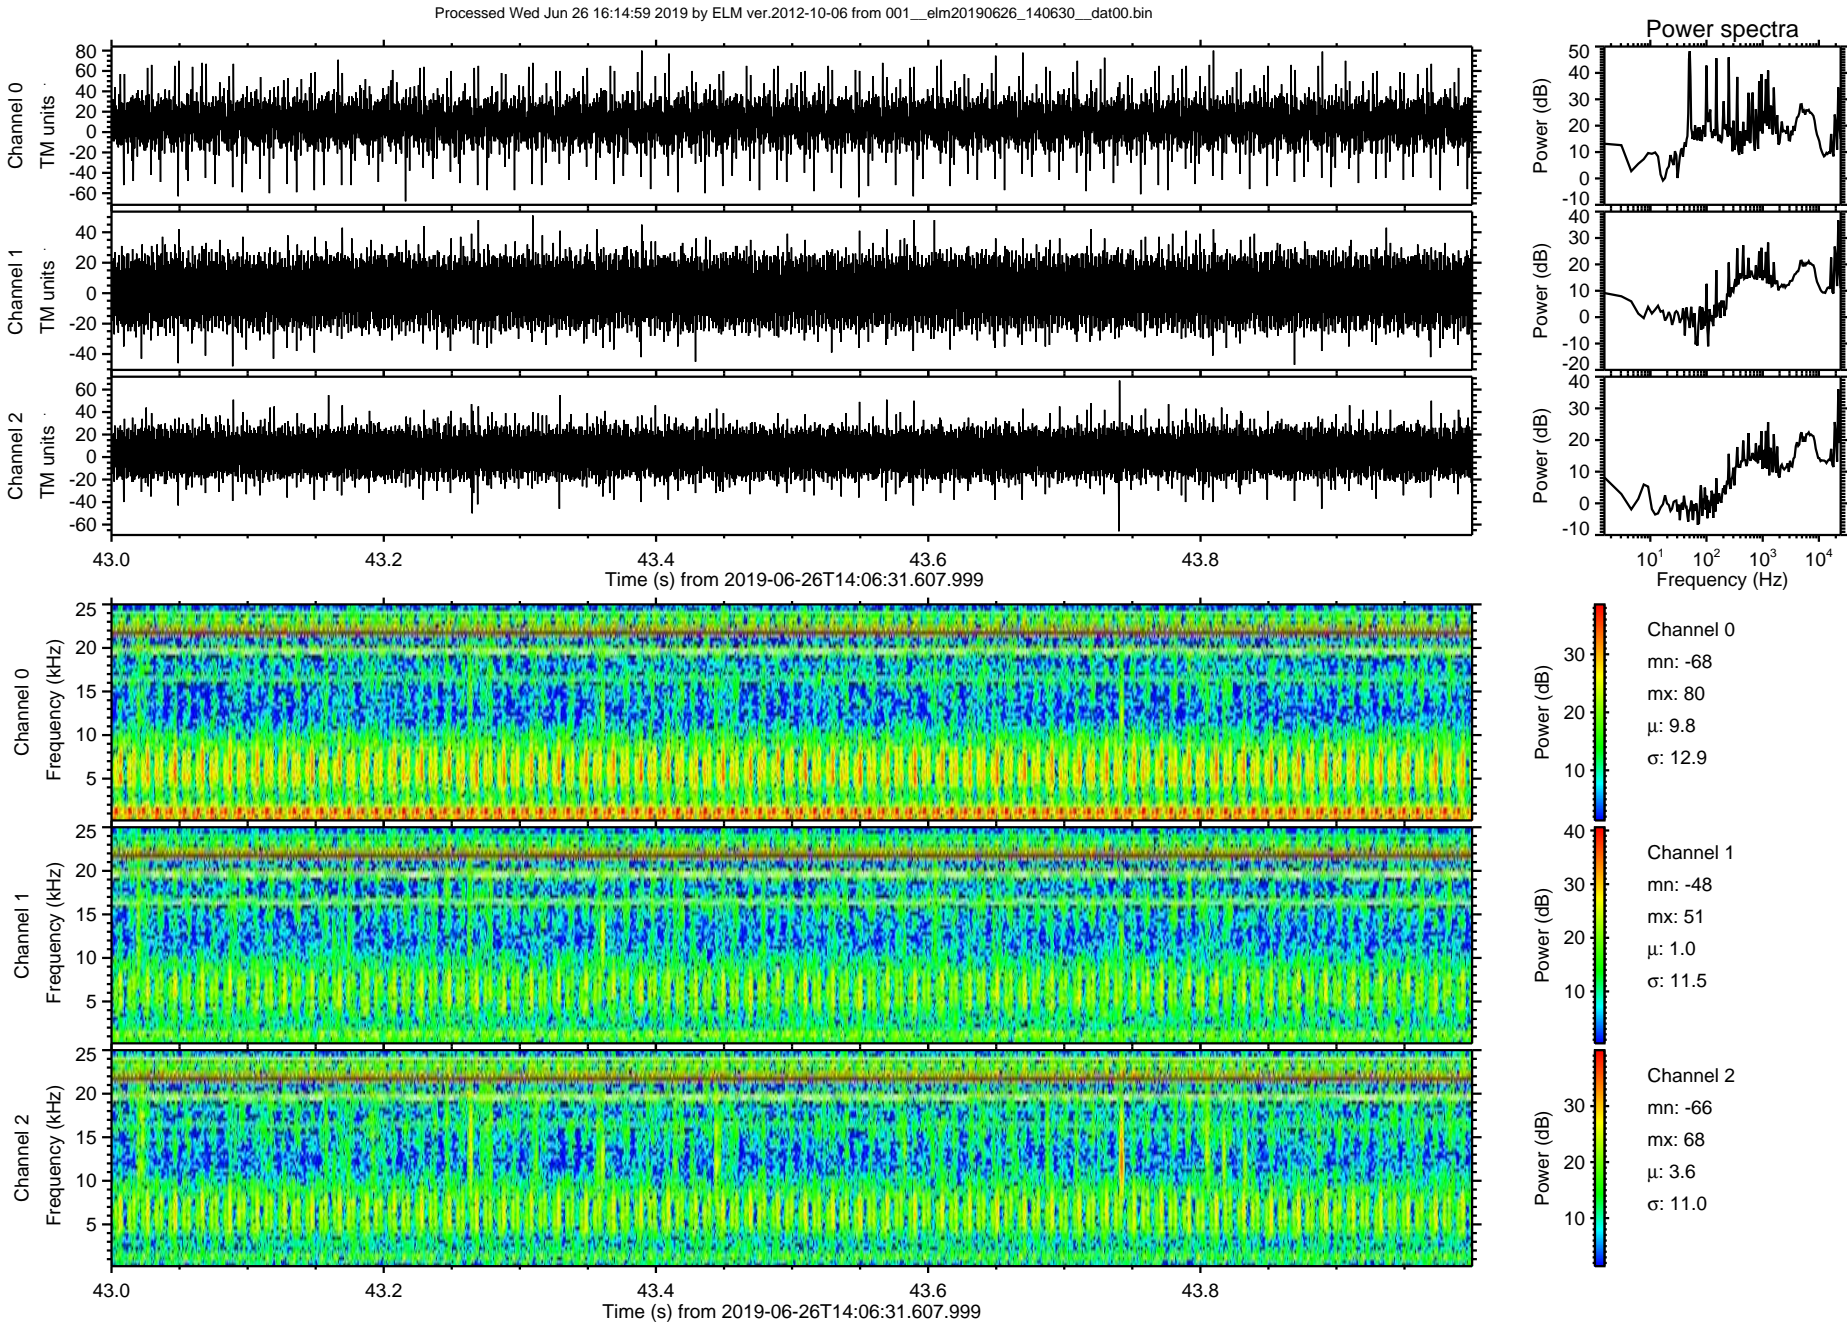 Processed Wed Jun 26 16:14:59 2019 by ELM ver.2012-10-06 from 001__elm20190626_140630__dat00.bin
Power spectra
Channel 0
TM units
80
60
40
20
0
-20
-40
-60
Power (dB)
50
40
30
20
10
0
-10
Channel 1
TM units
40
20
0
-20
-40
Power (dB)
40
30
20
10
0
-10
-20
Channel 2
TM units
60
40
20
0
-20
-40
-60
Power (dB)
40
30
20
10
0
-10
43.0 43.2 43.4 43.6 43.8
Time (s) from 2019-06-26T14:06:31.607.999
10^1 10^2 10^3 10^4
Frequency (Hz)
Channel 0
Frequency (kHz)
25
20
15
10
5
Power (dB)
30
20
10
Channel 0
mn: -68
mx: 80
μ: 9.8
σ: 12.9
Channel 1
Frequency (kHz)
25
20
15
10
5
Power (dB)
40
30
20
10
Channel 1
mn: -48
mx: 51
μ: 1.0
σ: 11.5
Channel 2
Frequency (kHz)
25
20
15
10
5
Power (dB)
30
20
10
Channel 2
mn: -66
mx: 68
μ: 3.6
σ: 11.0
43.0 43.2 43.4 43.6 43.8
Time (s) from 2019-06-26T14:06:31.607.999